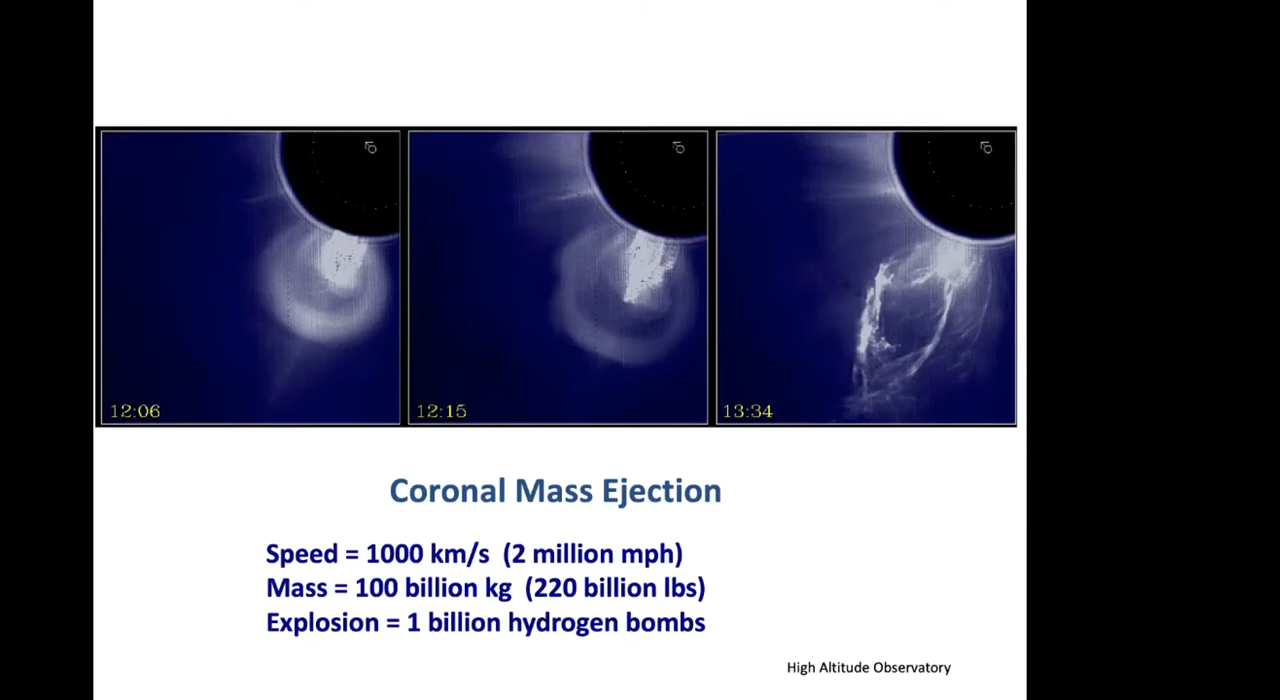 12:06
12:15
13:34
Coronal Mass Ejection
Speed = 1000 km/s (2 million mph)
Mass = 100 billion kg (220 billion lbs)
Explosion = 1 billion hydrogen bombs
High Altitude Observatory